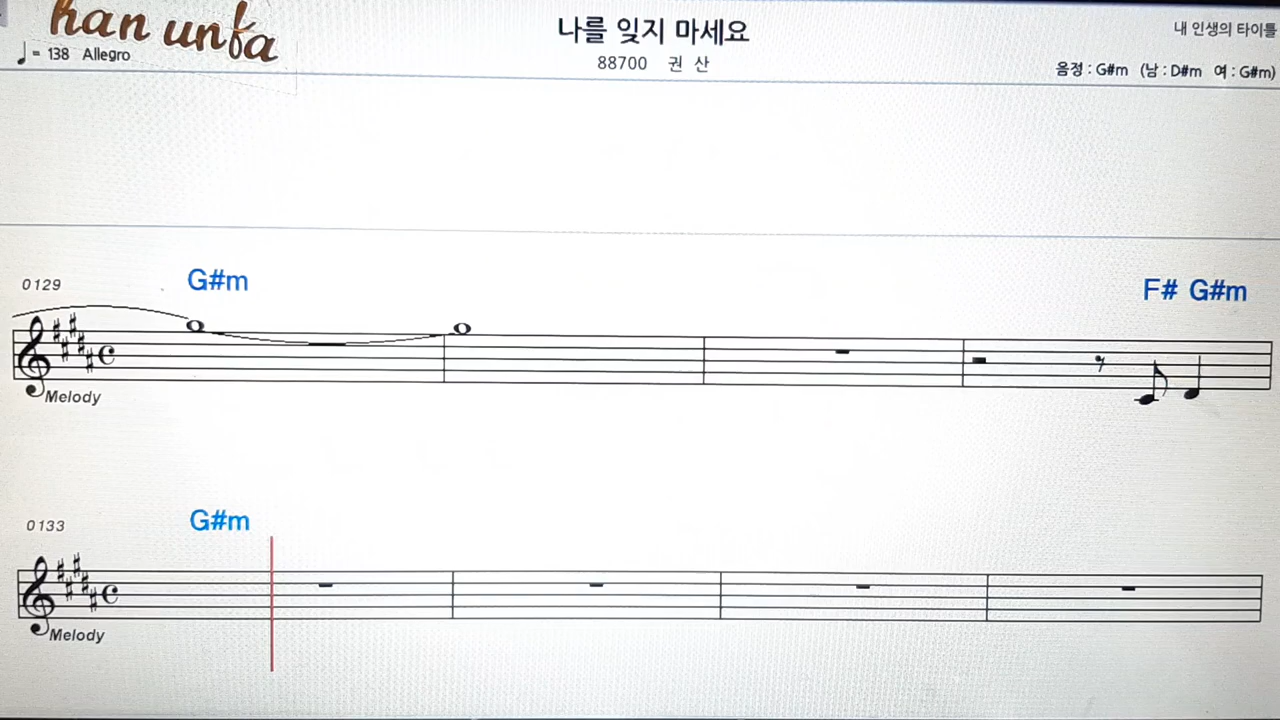 han unfa
♩ = 138 Allegro
나를 잊지 마세요
88700 권 산
내 인생의 타이틀
음정 : G#m (남 : D#m 여 : G#m)
0129
G#m
F# G#m
Melody
0133
G#m
Melody